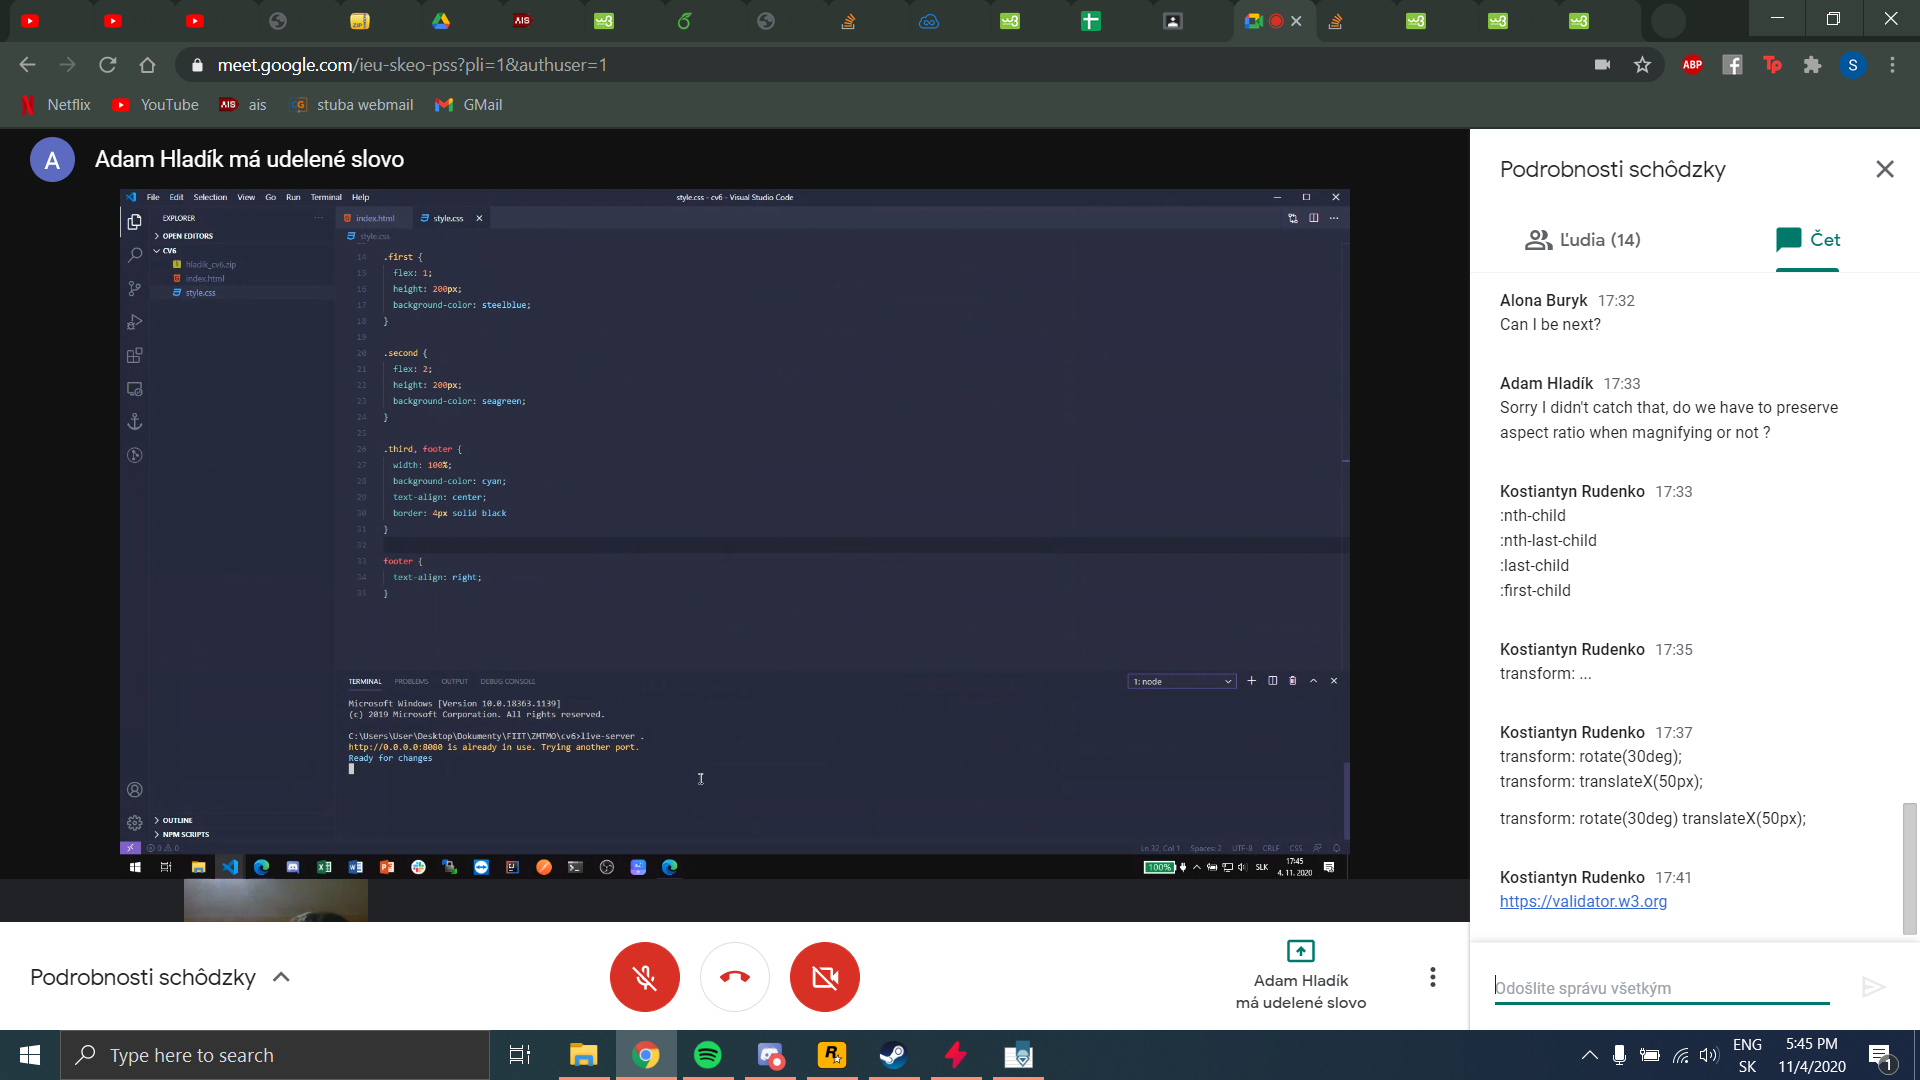 meet.google.com/ieu-skeo-pss?pli=1&authuser=1
ABP
S
Netflix
YouTube
AIS ais
stuba webmail
GMail
A
Adam Hladík má udelené slovo
File Edit Selection View Go Run Terminal Help
style.css - cv6 - Visual Studio Code
EXPLORER
OPEN EDITORS
CV6
hladik_cv6.zip
index.html
style.css
index.html
style.css
style.css
14 .first {
15 flex: 1;
16 height: 200px;
17 background-color: steelblue;
18 }
19
20 .second {
21 flex: 2;
22 height: 200px;
23 background-color: seagreen;
24 }
25
26 .third, footer {
27 width: 100%;
28 background-color: cyan;
29 text-align: center;
30 border: 4px solid black
31 }
32
33 footer {
34 text-align: right;
35 }
TERMINAL PROBLEMS OUTPUT DEBUG CONSOLE
1: node
Microsoft Windows [Version 10.0.18363.1139]
(c) 2019 Microsoft Corporation. All rights reserved.
C:\Users\User\Desktop\Dokumenty\FIIT\ZMTMO\cv6>live-server .
http://0.0.0.0:8080 is already in use. Trying another port.
Ready for changes
OUTLINE
NPM SCRIPTS
0 0
Ln 32, Col 1 Spaces: 2 UTF-8 CRLF CSS
100%
SLK
17:45
4. 11. 2020
Podrobnosti schôdzky
Adam Hladík
má udelené slovo
Podrobnosti schôdzky
Ľudia (14)
Čet
Alona Buryk 17:32
Can I be next?
Adam Hladík 17:33
Sorry I didn't catch that, do we have to preserve
aspect ratio when magnifying or not ?
Kostiantyn Rudenko 17:33
:nth-child
:nth-last-child
:last-child
:first-child
Kostiantyn Rudenko 17:35
transform: ...
Kostiantyn Rudenko 17:37
transform: rotate(30deg);
transform: translateX(50px);
transform: rotate(30deg) translateX(50px);
Kostiantyn Rudenko 17:41
https://validator.w3.org
Odošlite správu všetkým
Type here to search
ENG
SK
5:45 PM
11/4/2020
1